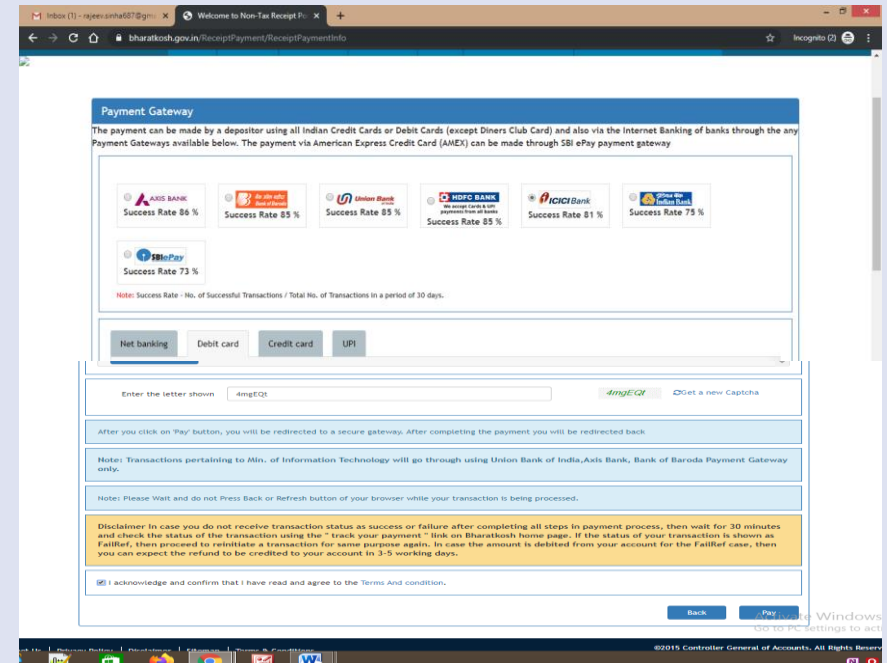 Inbox (1) - rajeev.sinha687@gm
Welcome to Non-Tax Receipt Po
bharatkosh.gov.in/ReceiptPayment/ReceiptPaymentInfo
Incognito (2)
Payment Gateway
The payment can be made by a depositor using all Indian Credit Cards or Debit Cards (except Diners Club Card) and also via the Internet Banking of banks through the any
Payment Gateways available below. The payment via American Express Credit Card (AMEX) can be made through SBI ePay payment gateway
AXIS BANK
Success Rate 86 %
Bank of Baroda
Success Rate 85 %
Union Bank
Success Rate 85 %
HDFC BANK
We accept Cards & UPI
payments from all banks
Success Rate 85 %
ICICI Bank
Success Rate 81 %
इंडियन बैंक
Indian Bank
Success Rate 75 %
SBIePay
Success Rate 73 %
Note: Success Rate - No. of Successful Transactions / Total No. of Transactions in a period of 30 days.
Net banking
Debit card
Credit card
UPI
Enter the letter shown
4mgEQt
4mgEQt
Get a new Captcha
After you click on 'Pay' button, you will be redirected to a secure gateway. After completing the payment you will be redirected back
Note: Transactions pertaining to Min. of Information Technology will go through using Union Bank of India,Axis Bank, Bank of Baroda Payment Gateway
only.
Note: Please Wait and do not Press Back or Refresh button of your browser while your transaction is being processed.
Disclaimer In case you do not receive transaction status as success or failure after completing all steps in payment process, then wait for 30 minutes
and check the status of the transaction using the " track your payment " link on Bharatkosh home page. If the status of your transaction is shown as
FailRef, then proceed to reinitiate a transaction for same purpose again. In case the amount is debited from your account for the FailRef case, then
you can expect the refund to be credited to your account in 3-5 working days.
I acknowledge and confirm that I have read and agree to the Terms And condition.
Back
Pay
Activate Windows
Go to PC settings to acti
©2015 Controller General of Accounts. All Rights Reserv